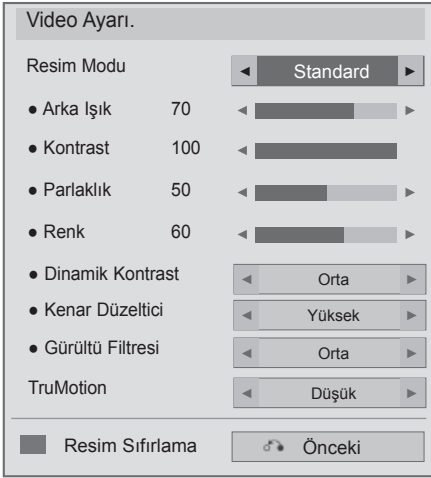 Video Ayarı.
Resim Modu ◄ Standard ►
● Arka Işık 70 ◄ ►
● Kontrast 100 ◄
● Parlaklık 50 ◄ ►
● Renk 60 ◄ ►
● Dinamik Kontrast ◄ Orta ►
● Kenar Düzeltici ◄ Yüksek ►
● Gürültü Filtresi ◄ Orta ►
TruMotion ◄ Düşük ►
Resim Sıfırlama Önceki